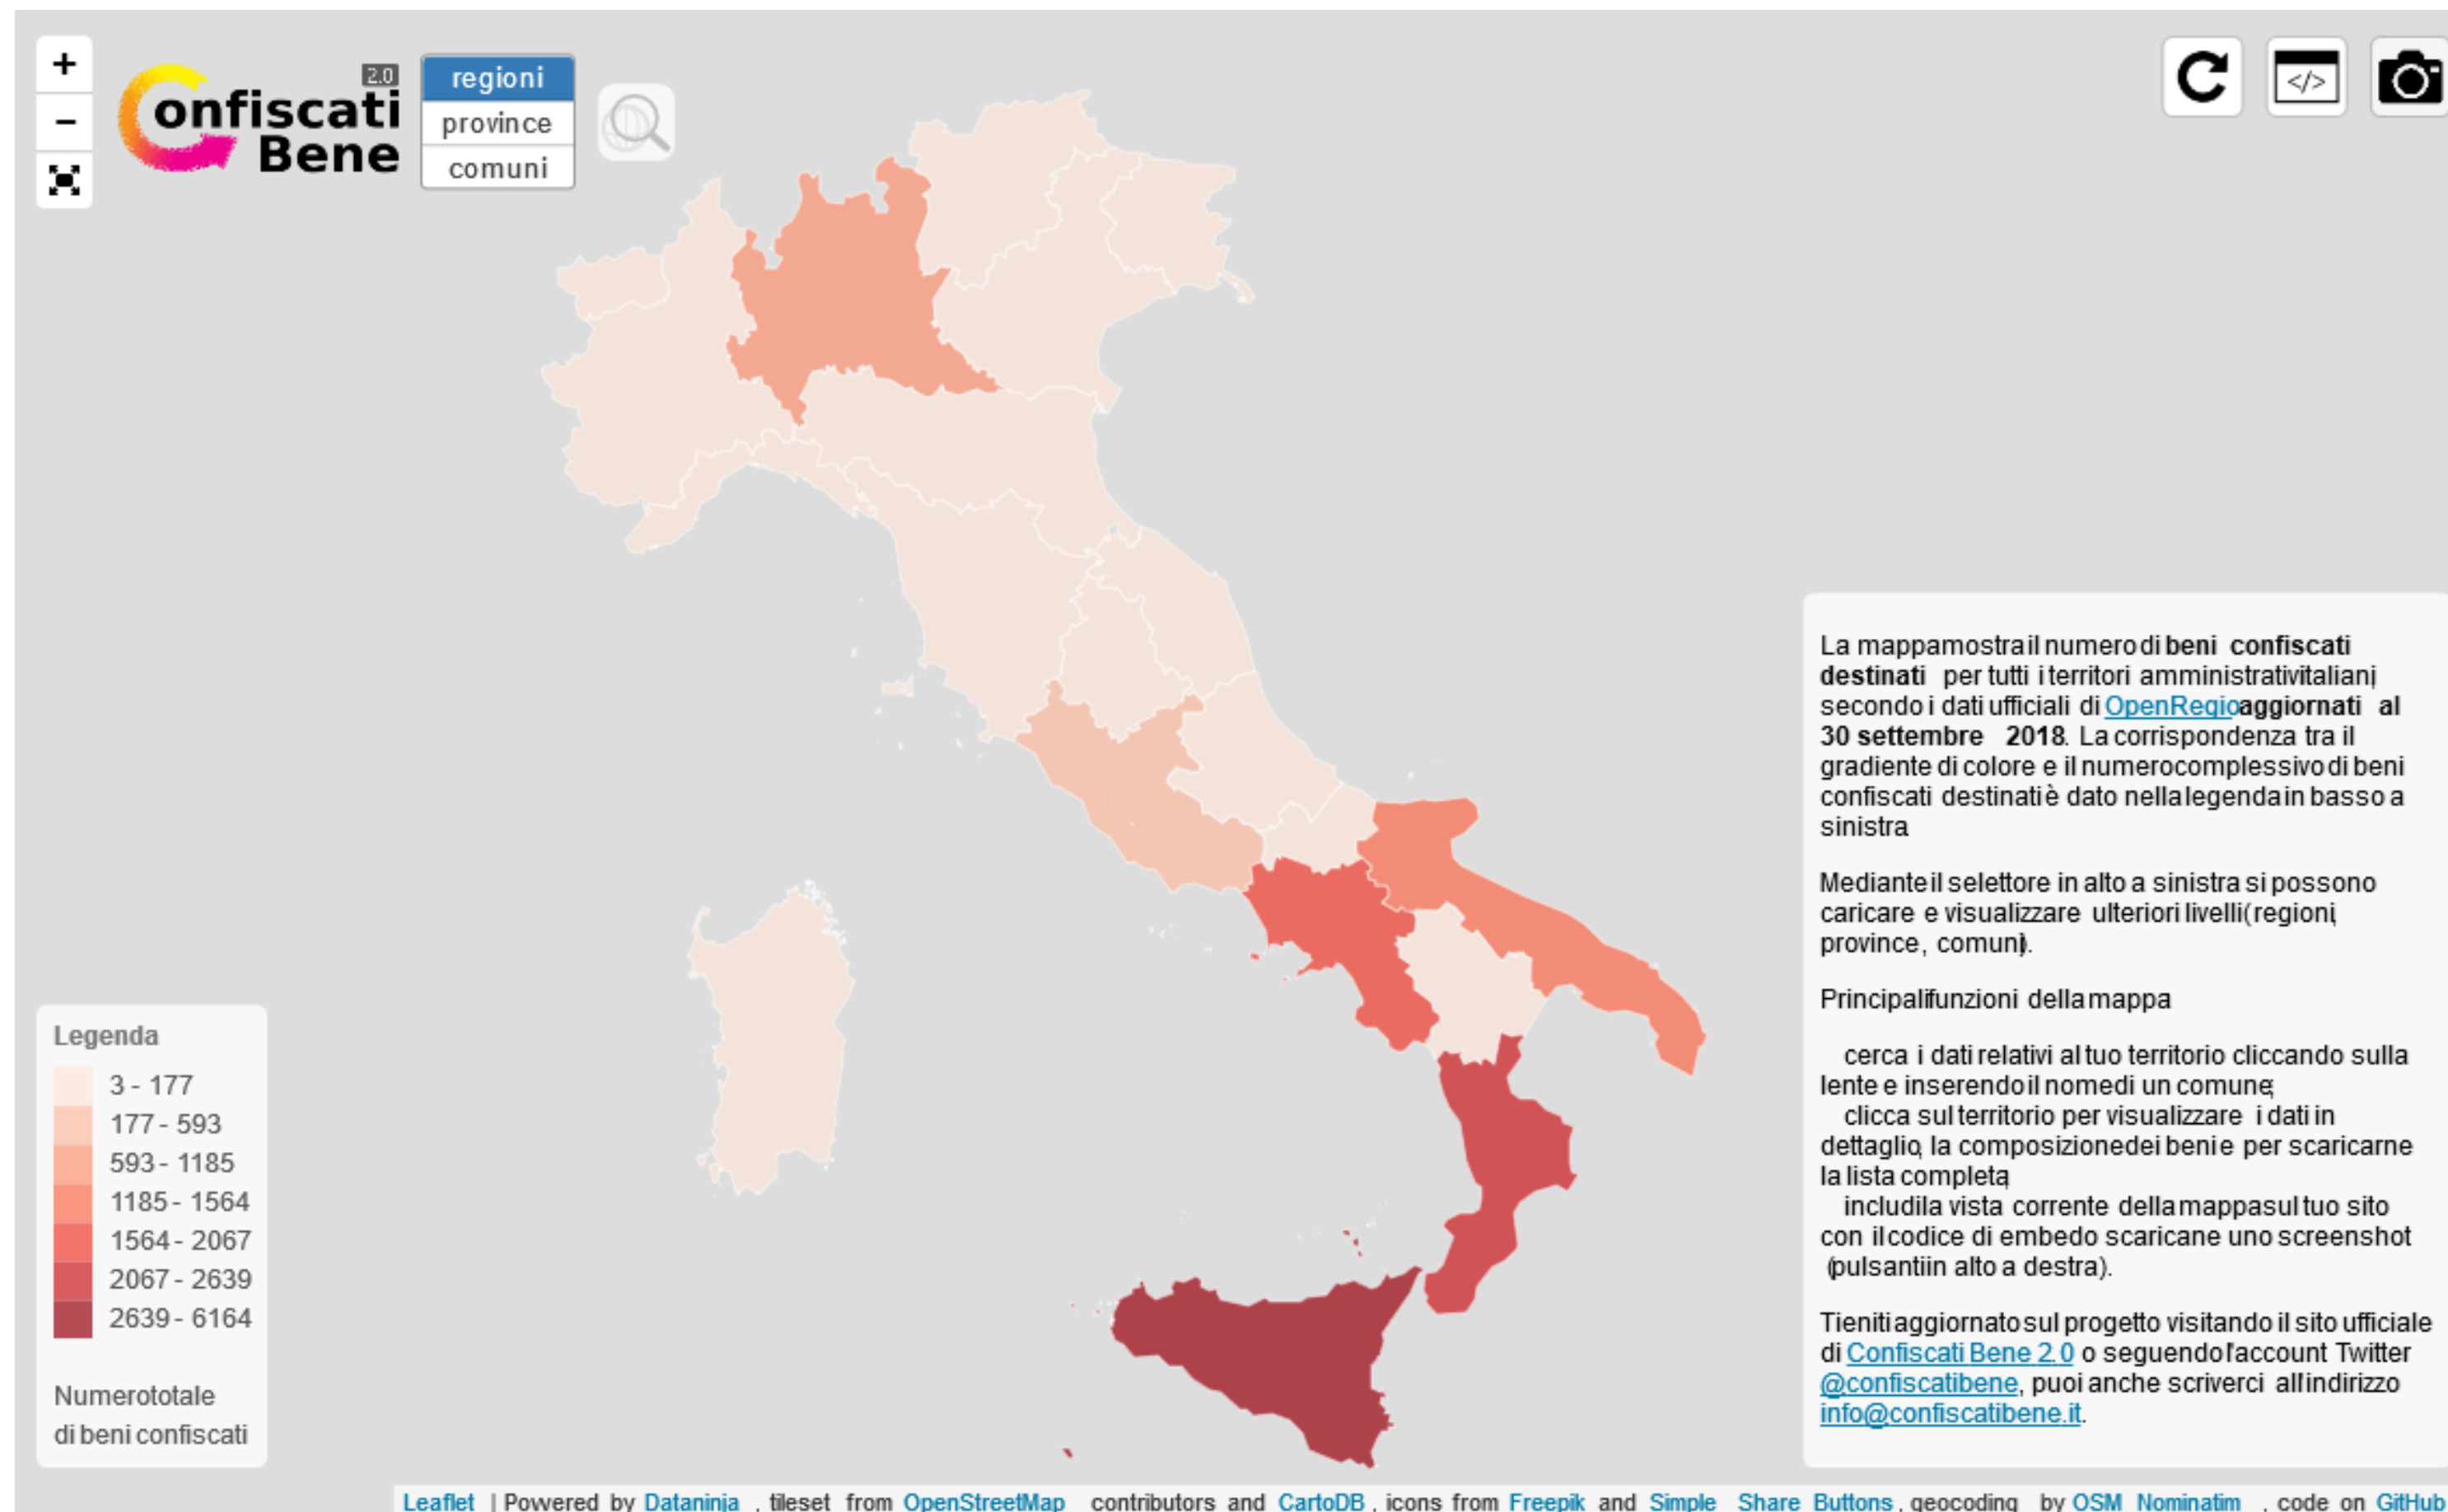 +
−
2.0
Confiscati
Bene
regioni
province
comuni
</>
La mappa mostra il numero di beni confiscati
destinati per tutti i territori amministrativi italiani,
secondo i dati ufficiali di OpenRegio aggiornati al
30 settembre 2018. La corrispondenza tra il
gradiente di colore e il numero complessivo di beni
confiscati destinati è dato nella legenda in basso a
sinistra.
Mediante il selettore in alto a sinistra si possono
caricare e visualizzare ulteriori livelli (regioni,
province, comuni).
Principali funzioni della mappa
cerca i dati relativi al tuo territorio cliccando sulla
lente e inserendo il nome di un comune;
clicca sul territorio per visualizzare i dati in
dettaglio, la composizione dei beni e per scaricarne
la lista completa;
includi la vista corrente della mappa sul tuo sito
con il codice di embed o scaricane uno screenshot
(pulsanti in alto a destra).
Tieniti aggiornato sul progetto visitando il sito ufficiale
di Confiscati Bene 2.0 o seguendo l'account Twitter
@confiscatibene, puoi anche scriverci all'indirizzo
info@confiscatibene.it.
Legenda
3 - 177
177 - 593
593 - 1185
1185 - 1564
1564 - 2067
2067 - 2639
2639 - 6164
Numero totale
di beni confiscati
Leaflet | Powered by Dataninja , tileset from OpenStreetMap contributors and CartoDB , icons from Freepik and Simple Share Buttons , geocoding by OSM Nominatim , code on GitHub